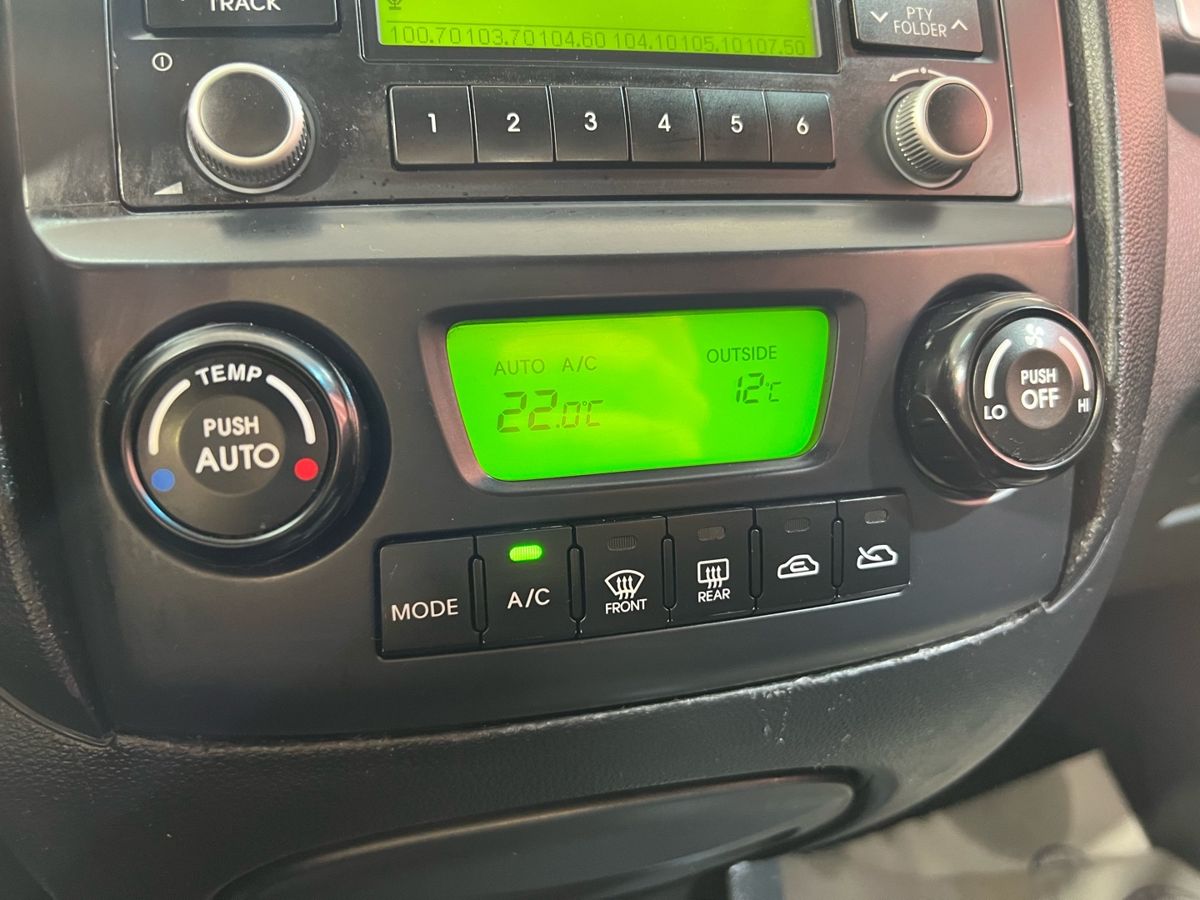 TRACK
100.70 103.70 104.60 104.10 105.10 107.50
PTY
FOLDER
1 2 3 4 5 6
TEMP
PUSH
AUTO
AUTO A/C
22.0°C
OUTSIDE
12°C
PUSH
OFF
LO
HI
MODE
A/C
FRONT
REAR